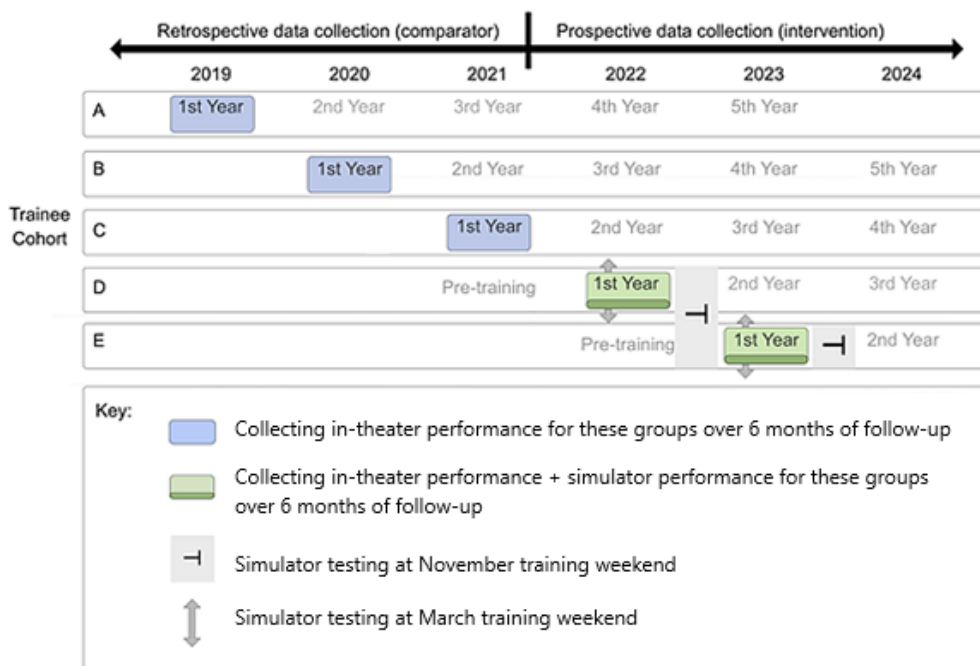 Retrospective data collection (comparator) Prospective data collection (intervention)
2019 2020 2021 2022 2023 2024
A 1st Year 2nd Year 3rd Year 4th Year 5th Year
B 1st Year 2nd Year 3rd Year 4th Year 5th Year
Trainee
Cohort
C 1st Year 2nd Year 3rd Year 4th Year
D Pre-training 1st Year 2nd Year 3rd Year
E Pre-training 1st Year 2nd Year
Key:
Collecting in-theater performance for these groups over 6 months of follow-up
Collecting in-theater performance + simulator performance for these groups
over 6 months of follow-up
Simulator testing at November training weekend
Simulator testing at March training weekend